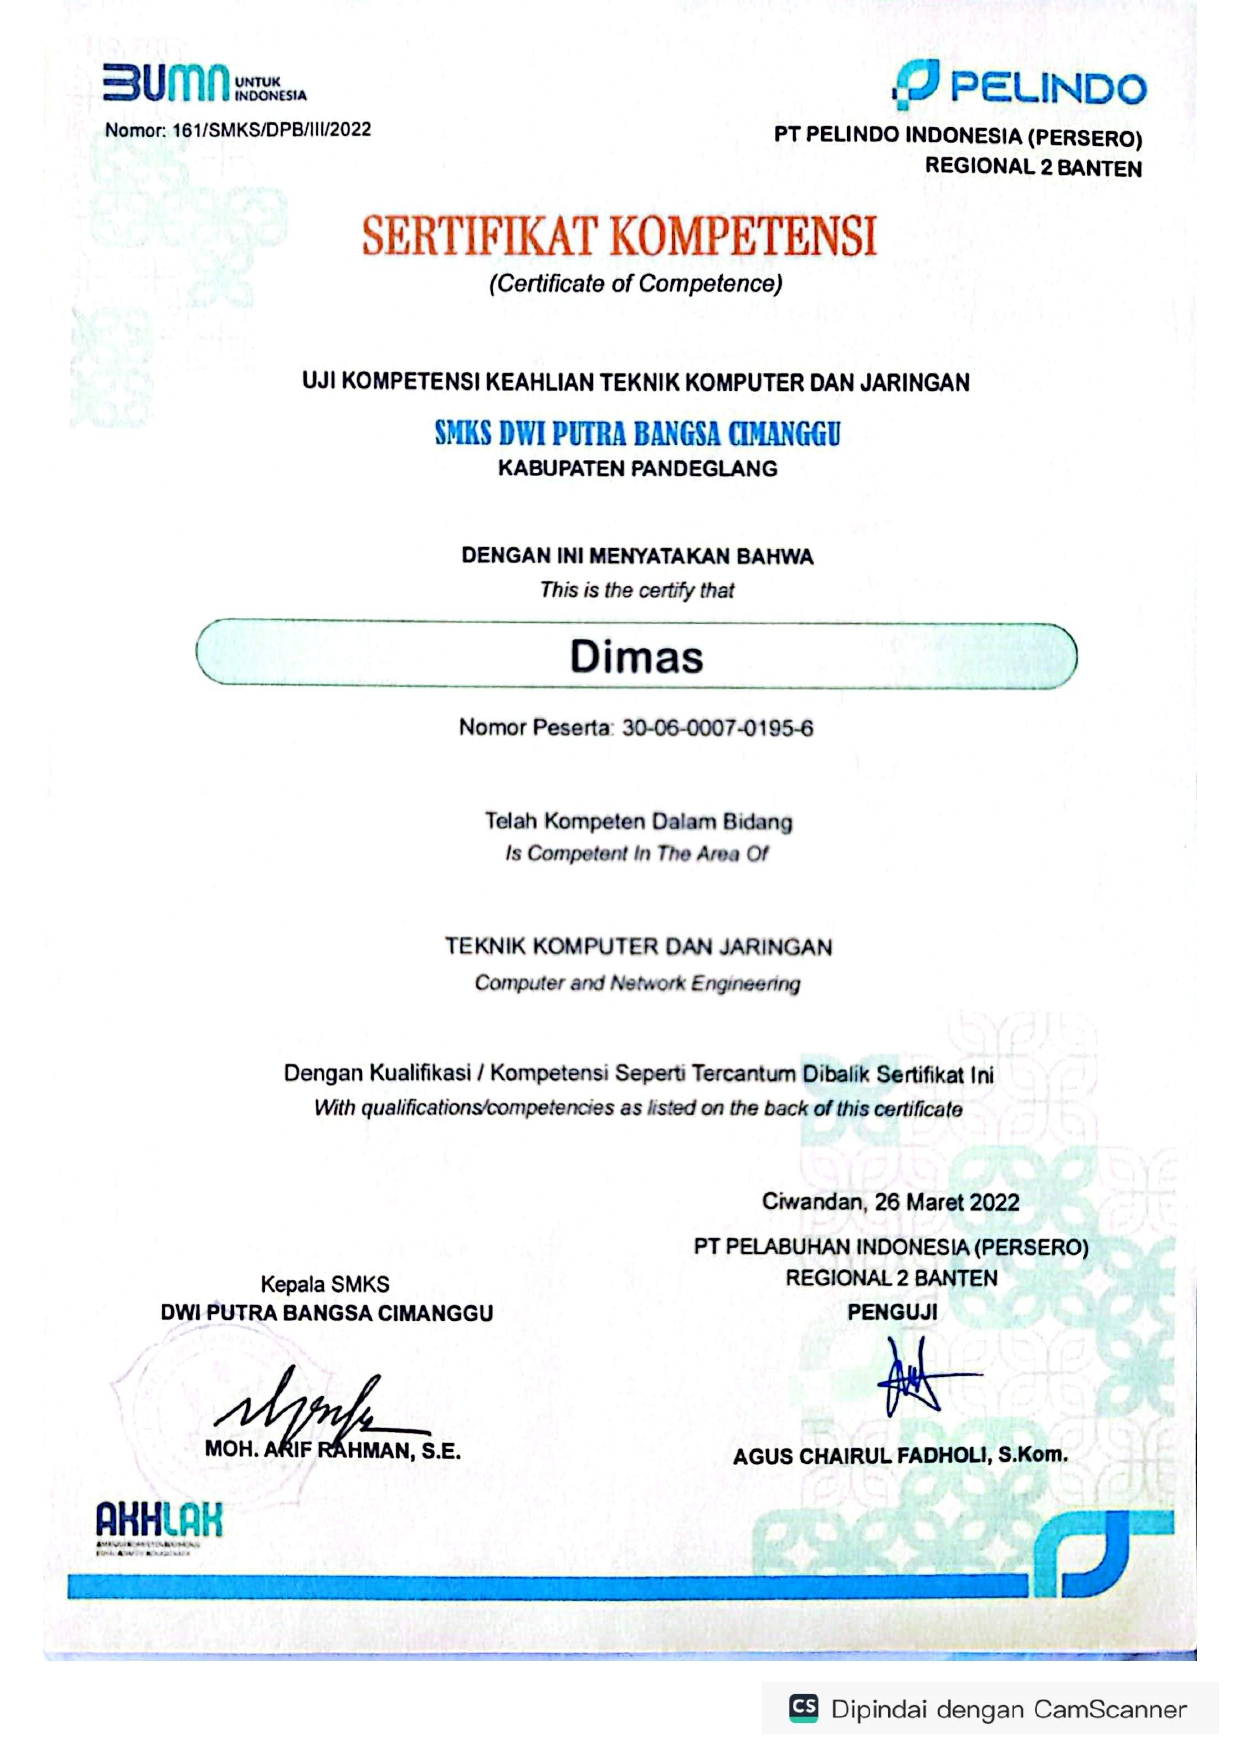 BUMN UNTUK INDONESIA
Nomor: 161/SMKS/DPB/III/2022
PELINDO
PT PELINDO INDONESIA (PERSERO)
REGIONAL 2 BANTEN
SERTIFIKAT KOMPETENSI
(Certificate of Competence)
UJI KOMPETENSI KEAHLIAN TEKNIK KOMPUTER DAN JARINGAN
SMKS DWI PUTRA BANGSA CIMANGGU
KABUPATEN PANDEGLANG
DENGAN INI MENYATAKAN BAHWA
This is the certify that
Dimas
Nomor Peserta: 30-06-0007-0195-6
Telah Kompeten Dalam Bidang
Is Competent In The Area Of
TEKNIK KOMPUTER DAN JARINGAN
Computer and Network Engineering
Dengan Kualifikasi / Kompetensi Seperti Tercantum Dibalik Sertifikat Ini
With qualifications/competencies as listed on the back of this certificate
Ciwandan, 26 Maret 2022
PT PELABUHAN INDONESIA (PERSERO)
REGIONAL 2 BANTEN
PENGUJI
AGUS CHAIRUL FADHOLI, S.Kom.
Kepala SMKS
DWI PUTRA BANGSA CIMANGGU
MOH. ARIF RAHMAN, S.E.
AKHLAK
CS Dipindai dengan CamScanner